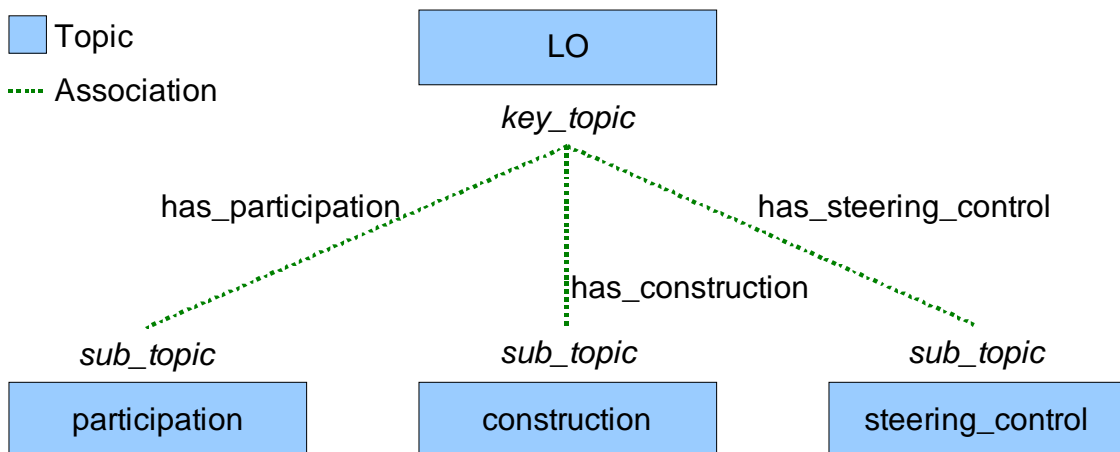 Topic
Association
LO
key_topic
has_participation
has_steering_control
has_construction
sub_topic
sub_topic
sub_topic
participation
construction
steering_control